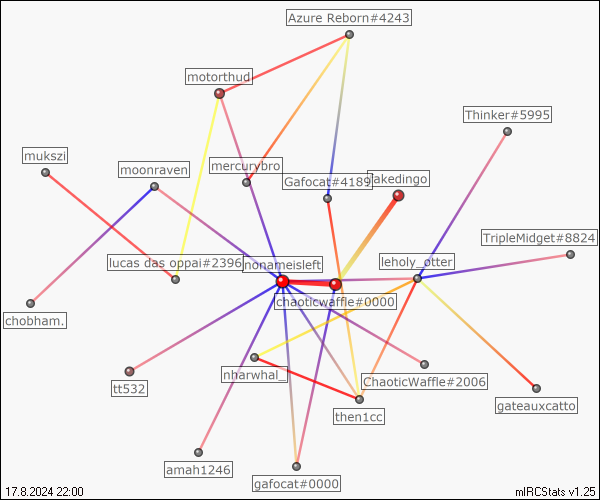 Azure Reborn#4243
motorthud
Thinker#5995
mukszi
moonraven
mercurybro
Gafocat#4189
Jakedingo
TripleMidget#8824
lucas das oppai#2396
nonameisleft
leholy_otter
chaoticwaffle#0000
chobham.
tt532
nharwhal_
ChaoticWaffle#2006
then1cc
gateauxcatto
amah1246
gafocat#0000
17.8.2024 22:00
mIRCStats v1.25